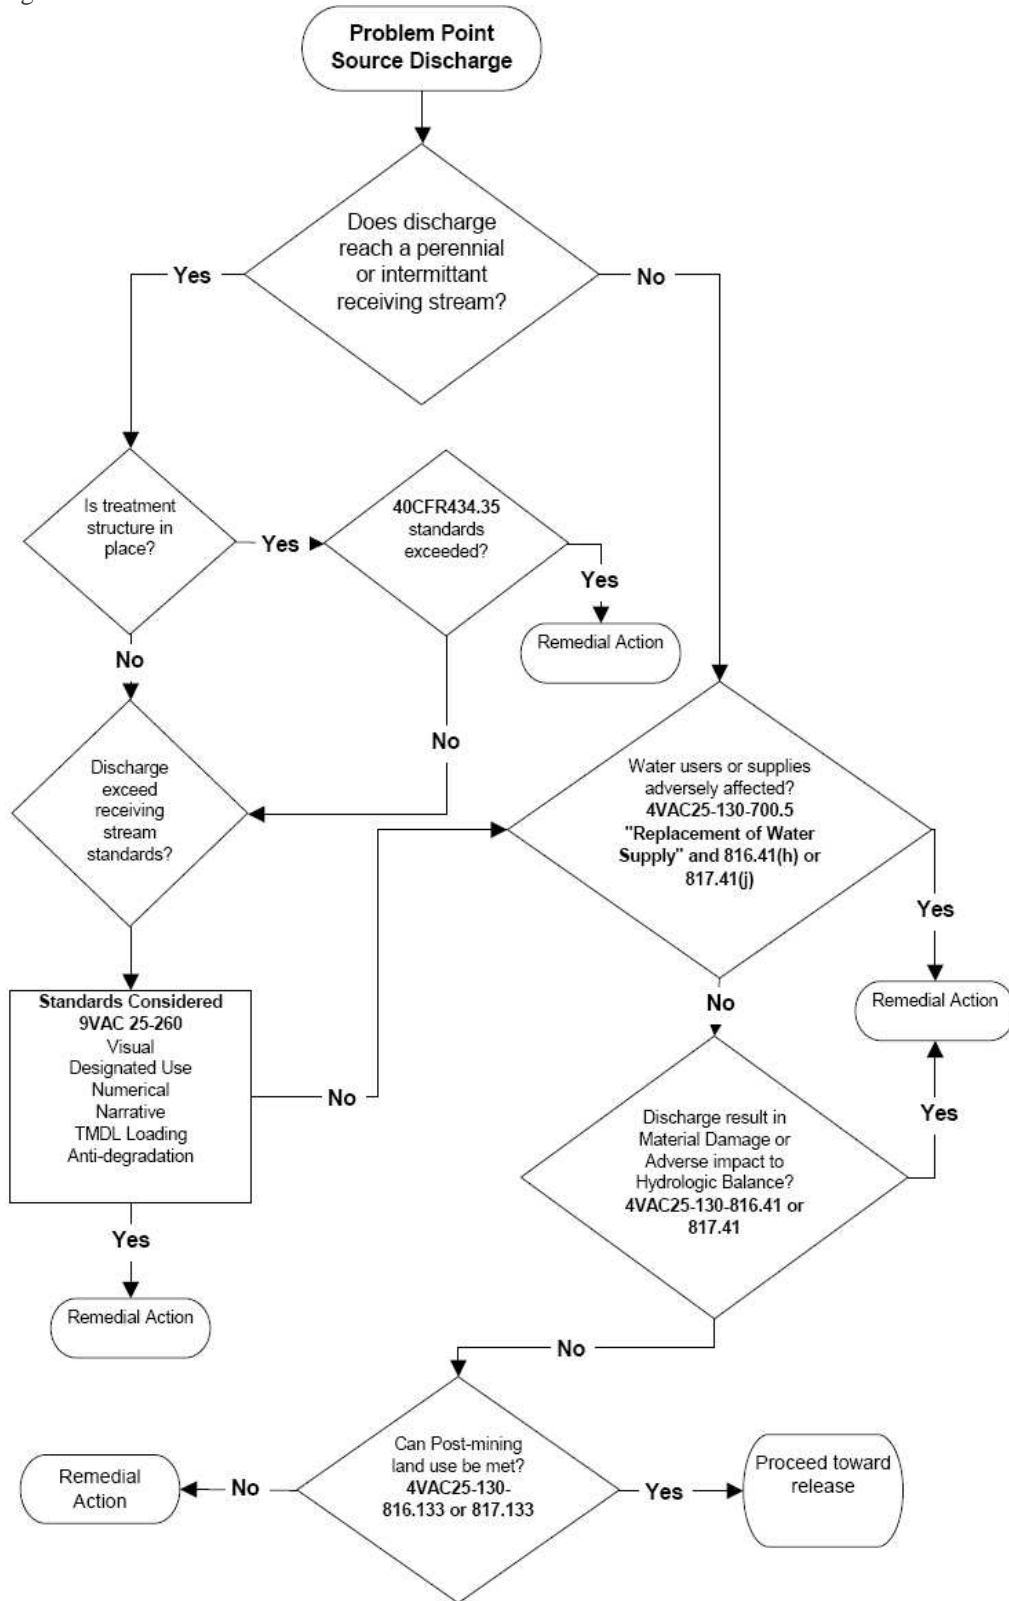 Problem Point
Source Discharge
Does discharge
reach a perennial
or intermittant
receiving stream?
Yes
No
Is treatment
structure in
place?
Yes
40CFR434.35
standards
exceeded?
Yes
Remedial Action
No
No
Discharge
exceed
receiving
stream
standards?
Water users or supplies
adversely affected?
4VAC25-130-700.5
"Replacement of Water
Supply" and 816.41(h) or
817.41(j)
Yes
Remedial Action
No
Standards Considered
9VAC 25-260
Visual
Designated Use
Numerical
Narrative
TMDL Loading
Anti-degradation
No
Yes
Remedial Action
Discharge result in
Material Damage or
Adverse impact to
Hydrologic Balance?
4VAC25-130-816.41 or
817.41
Yes
No
Can Post-mining
land use be met?
4VAC25-130-
816.133 or 817.133
No
Remedial
Action
Yes
Proceed toward
release